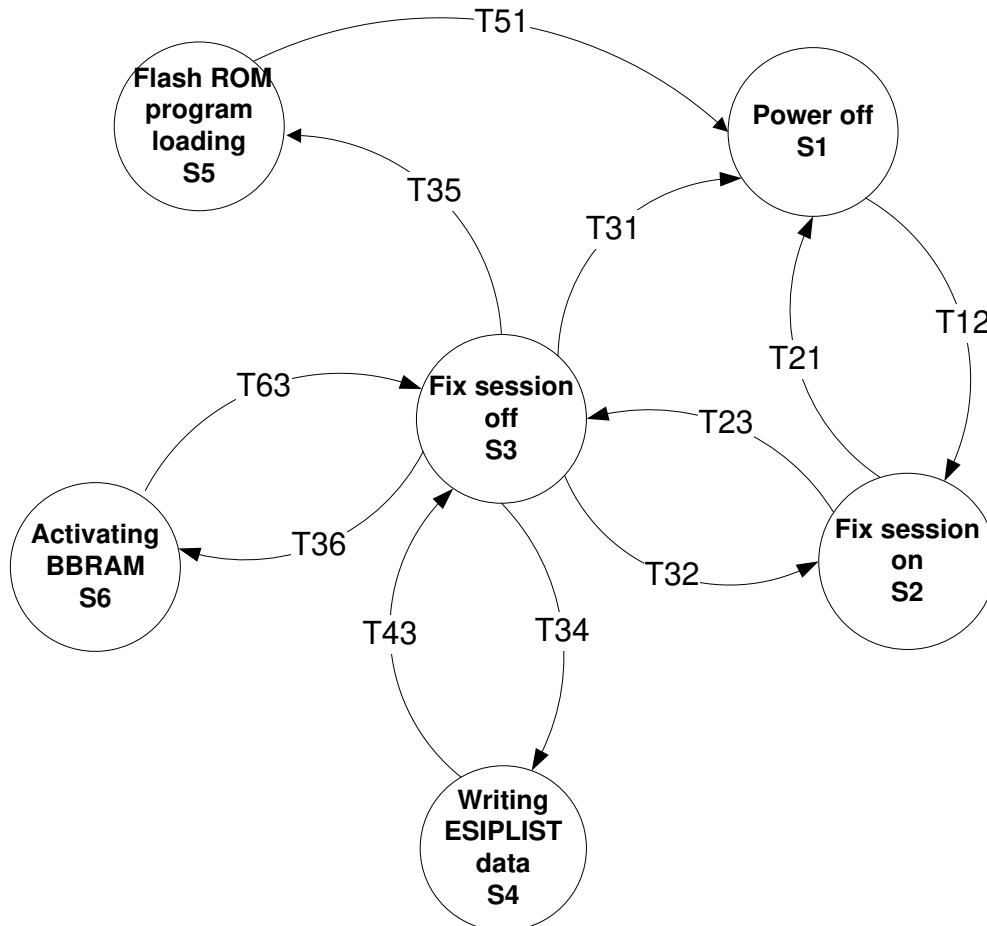 T51
Flash ROM
program
loading
S5
Power off
S1
T35
T31
T12
T21
T63
Fix session
off
S3
T23
Activating
BBRAM
S6
T36
T32
Fix session
on
S2
T43
T34
Writing
ESIPLIST
data
S4